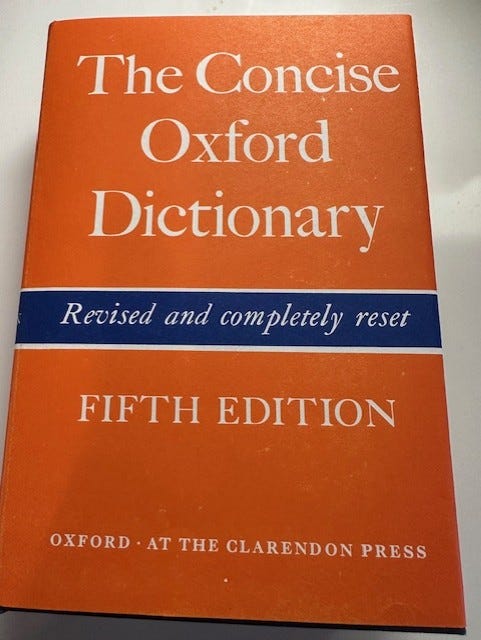 The Concise
Oxford
Dictionary
Revised and completely reset
FIFTH EDITION
OXFORD · AT THE CLARENDON PRESS